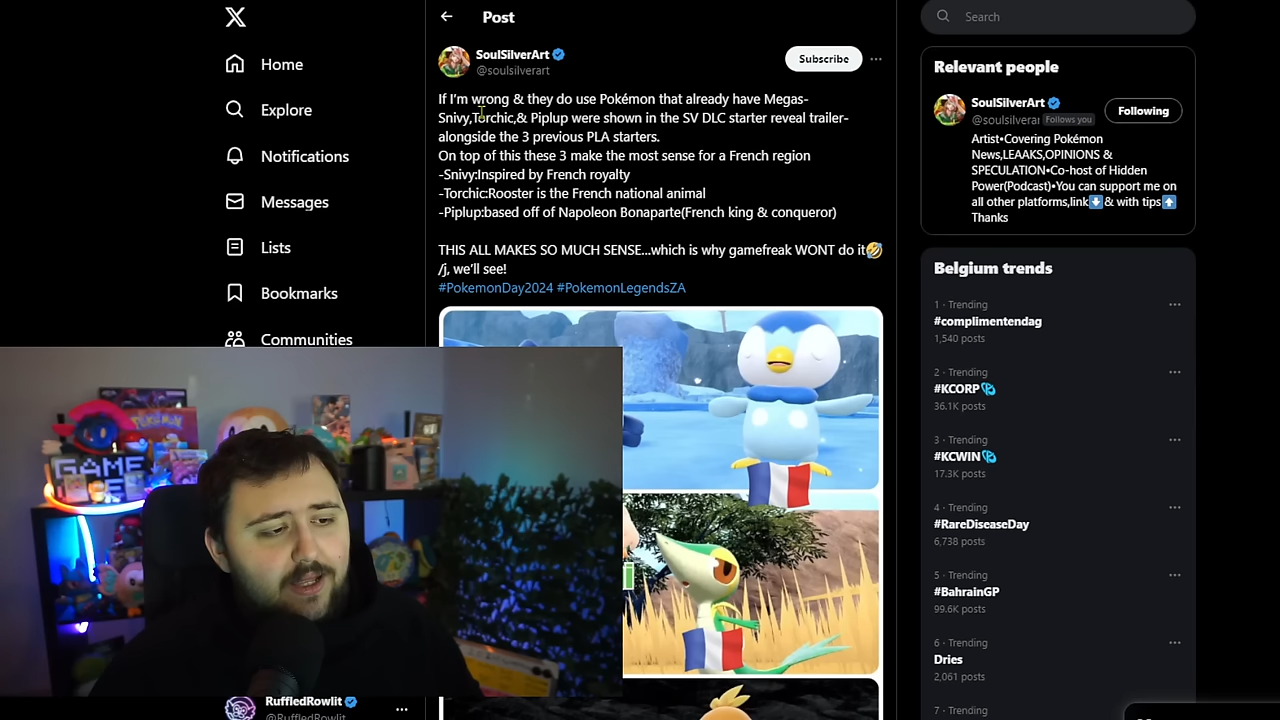 X
Home
Explore
Notifications
Messages
Lists
Bookmarks
Communities
RuffledRowlit
@RuffledRowlit
← Post
SoulSilverArt
@soulsilverart
Subscribe
If I'm wrong & they do use Pokémon that already have Megas-
Snivy,Torchic,& Piplup were shown in the SV DLC starter reveal trailer-
alongside the 3 previous PLA starters.
On top of this these 3 make the most sense for a French region
-Snivy:Inspired by French royalty
-Torchic:Rooster is the French national animal
-Piplup:based off of Napoleon Bonaparte(French king & conqueror)
THIS ALL MAKES SO MUCH SENSE...which is why gamefreak WONT do it🤣
/j, we'll see!
#PokemonDay2024 #PokemonLegendsZA
GAME
Search
Relevant people
SoulSilverArt
@soulsilverar Follows you
Following
Artist•Covering Pokémon
News,LEAAKS,OPINIONS &
SPECULATION•Co-host of Hidden
Power(Podcast)•You can support me on
all other platforms,link⬇️& with tips⬆️
Thanks
Belgium trends
1 · Trending
#complimentendag
1,540 posts
2 · Trending
#KCORP
36.1K posts
3 · Trending
#KCWIN
17.3K posts
4 · Trending
#RareDiseaseDay
6,738 posts
5 · Trending
#BahrainGP
99.6K posts
6 · Trending
Dries
2,061 posts
7 · Trending